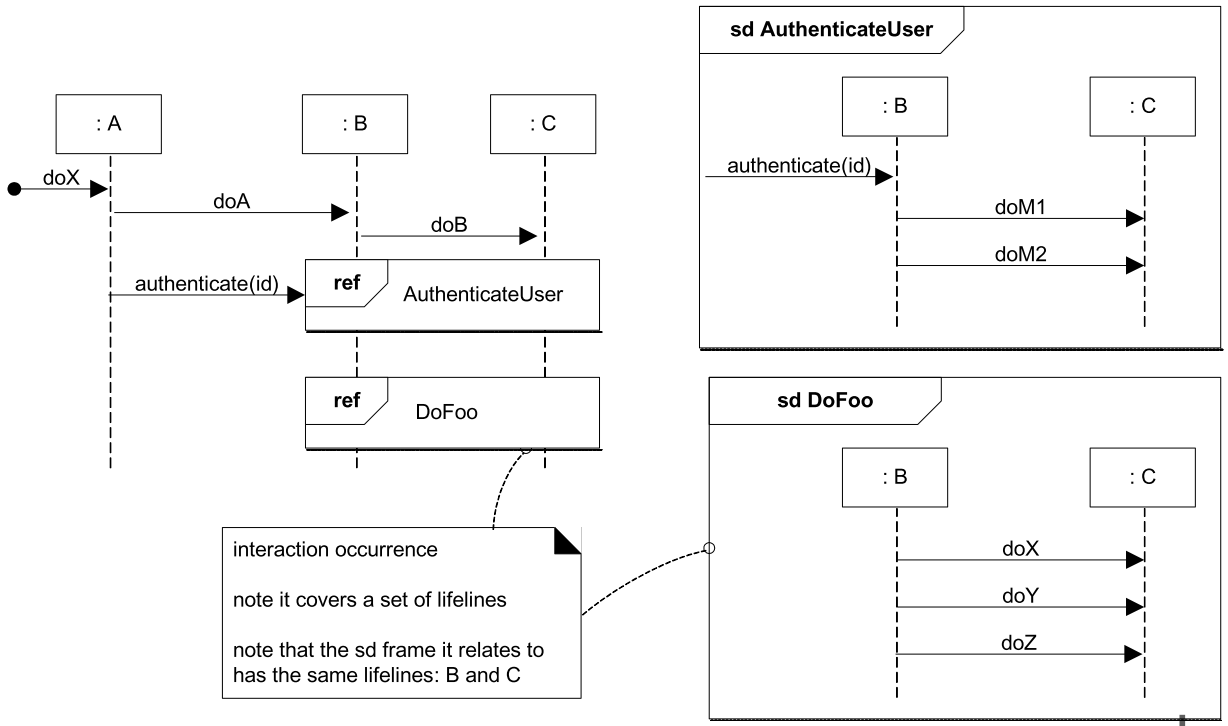 : A
: B
: C
doX
doA
doB
authenticate(id)
ref
AuthenticateUser
ref
DoFoo
interaction occurrence
note it covers a set of lifelines
note that the sd frame it relates to
has the same lifelines: B and C
sd AuthenticateUser
: B
: C
authenticate(id)
doM1
doM2
sd DoFoo
: B
: C
doX
doY
doZ